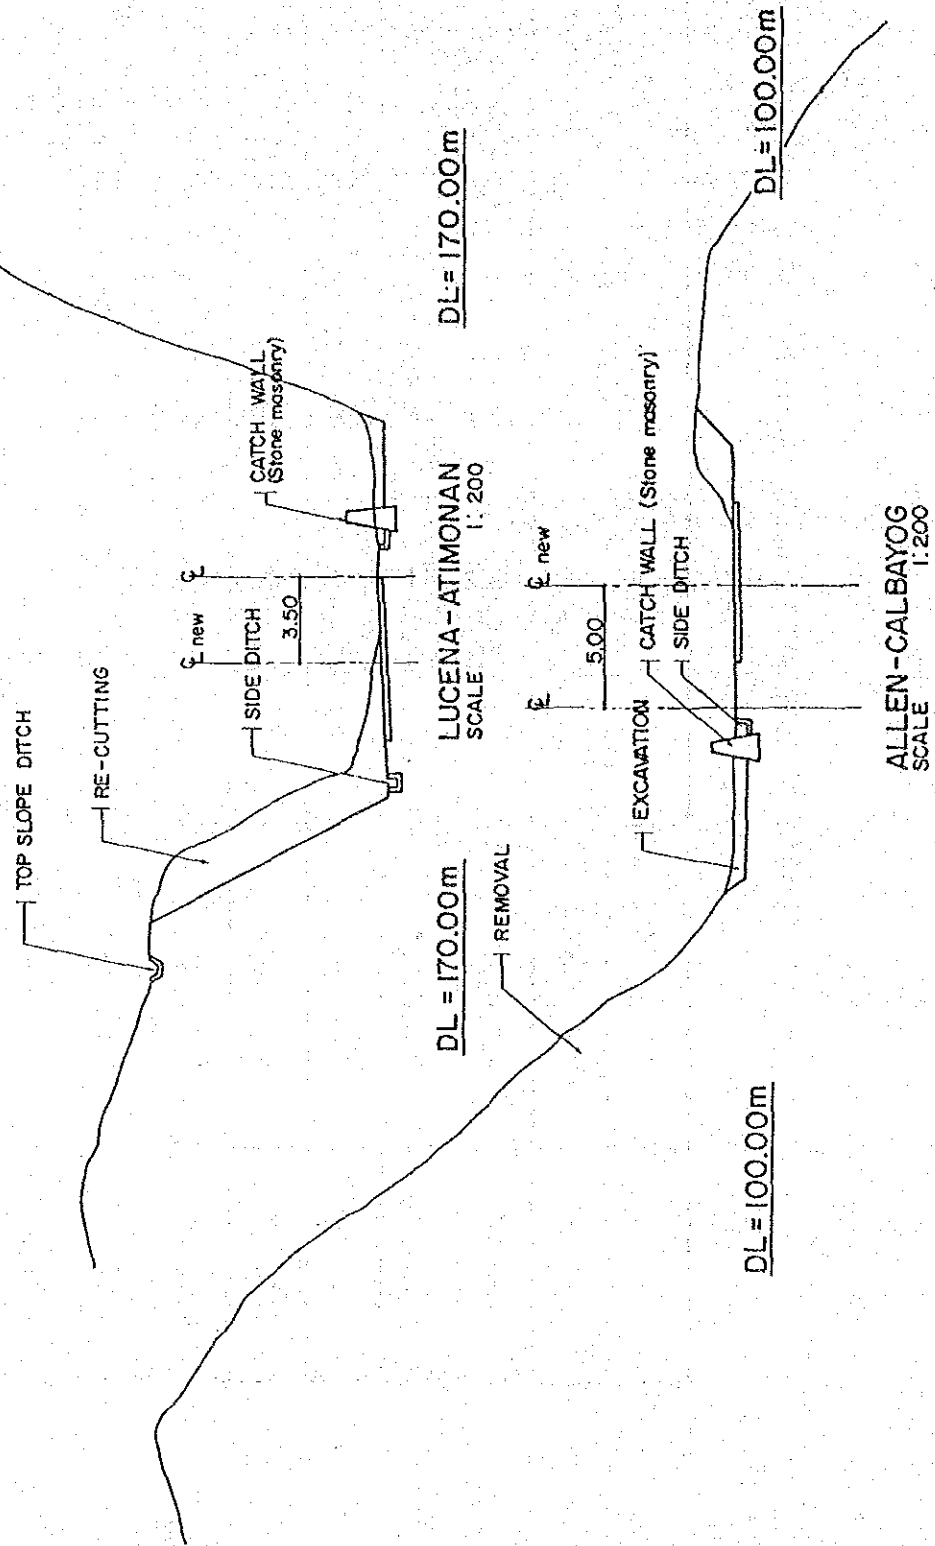 TOP SLOPE DITCH
RE-CUTTING
℄ new
℄
SIDE DITCH
3.50
CATCH WALL
(Stone masonry)
DL = 170.00m
LUCENA-ATIMONAN
SCALE 1:200
DL = 170.00m
REMOVAL
EXCAVATION
℄
℄ new
5.00
CATCH WALL (Stone masonry)
SIDE DITCH
DL = 100.00m
DL = 100.00m
ALLEN-CALBAYOG
SCALE 1:200